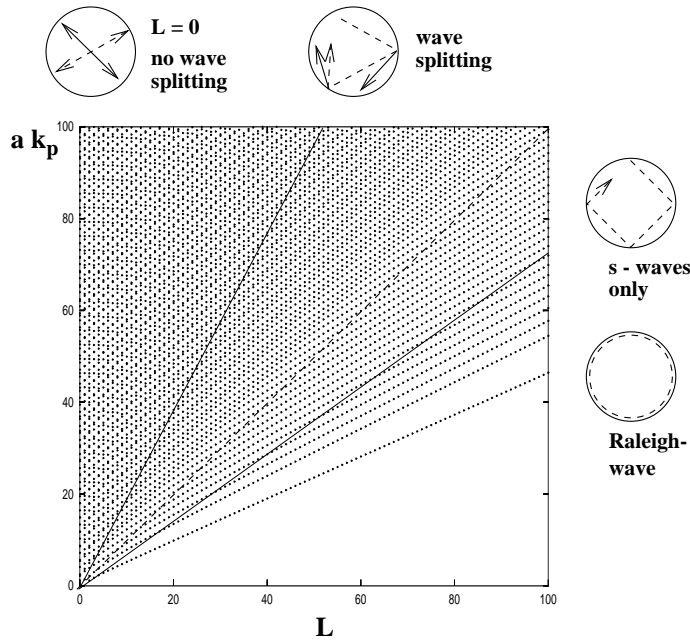 L = 0
no wave
splitting
wave
splitting
a k_p
100
80
60
40
20
0
0
20
40
60
80
100
L
s - waves
only
Raleigh-
wave